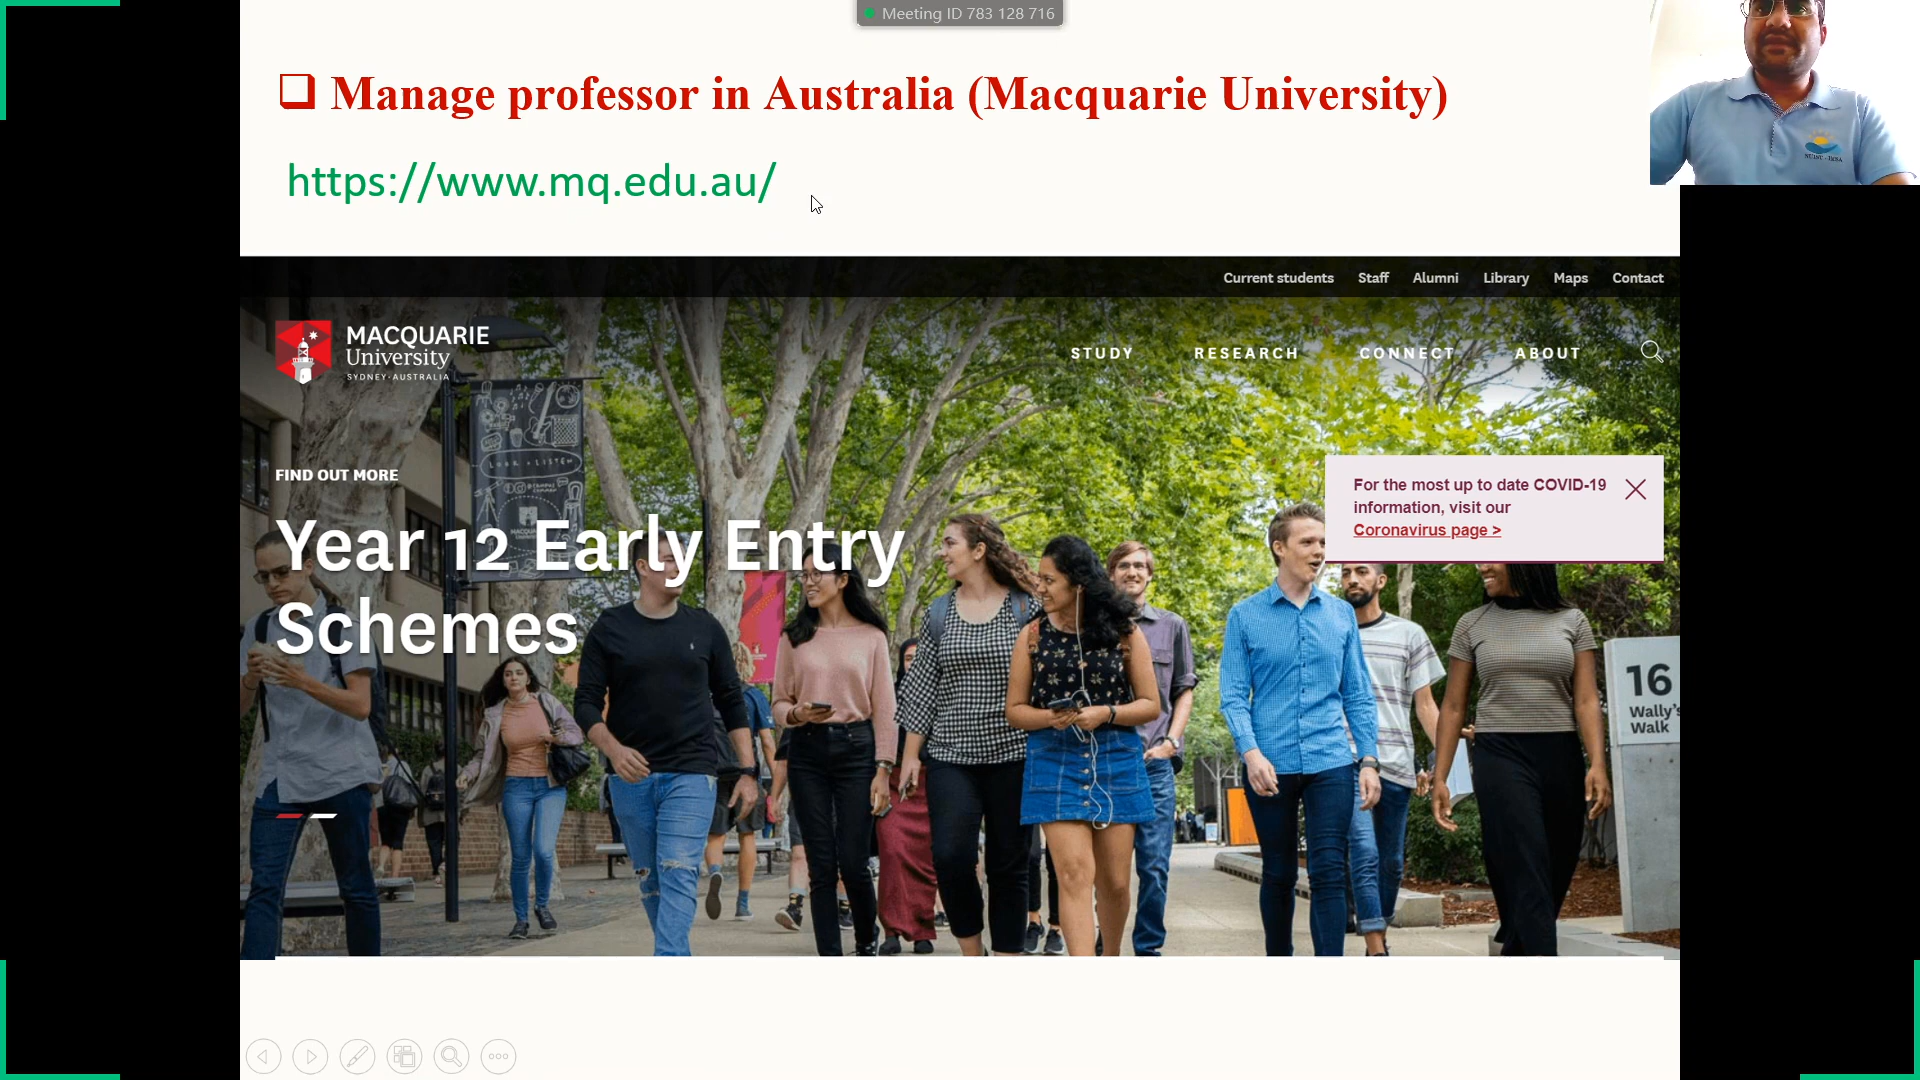 Meeting ID 783 128 716
Manage professor in Australia (Macquarie University)
https://www.mq.edu.au/
Current students Staff Alumni Library Maps Contact
MACQUARIE
University
SYDNEY·AUSTRALIA
STUDY RESEARCH CONNECT ABOUT
LOOK + LISTEN
FIND OUT MORE
Year 12 Early Entry
Schemes
For the most up to date COVID-19
information, visit our
Coronavirus page >
16
Wally's
Walk